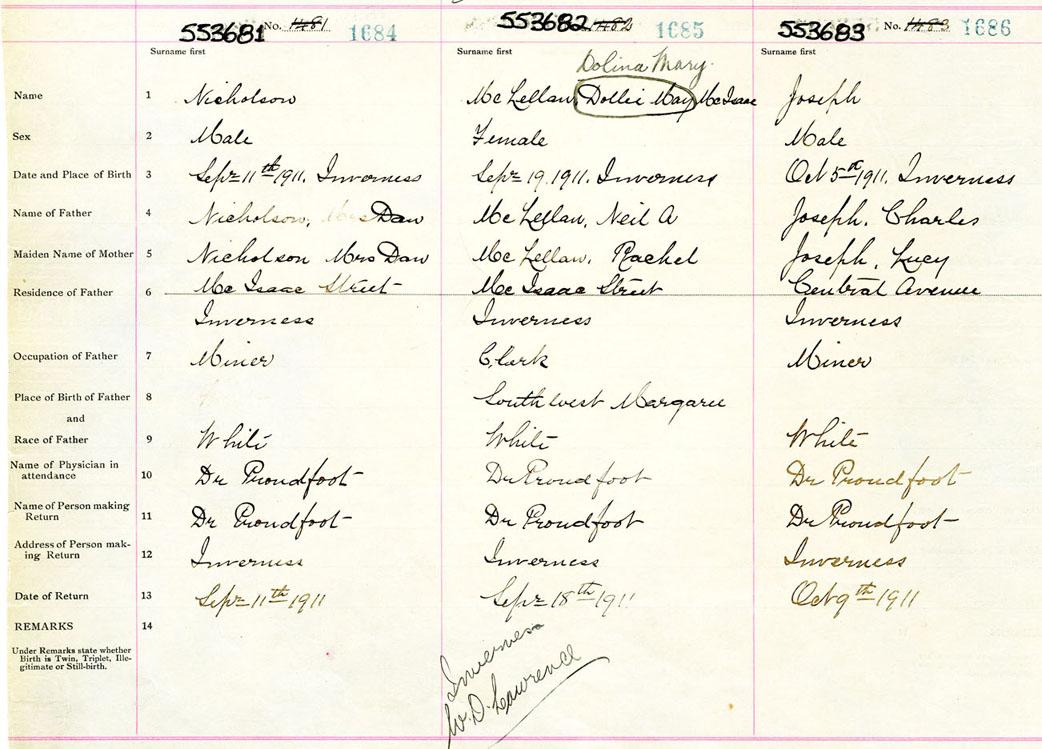 553681 No. 1481 1684 553682 1482 1685 553683 No. 1483 1686
Surname first Surname first Surname first
Dolina Mary.
Name 1 Nicholson McLellan, Dollie May McIsaac Joseph
Sex 2 Male Female Male
Date and Place of Birth 3 Sept 11th 1911. Inverness Sept 19. 1911. Inverness Oct 5th 1911. Inverness
Name of Father 4 Nicholson, Mrs Dan McLellan, Neil A Joseph. Charles
Maiden Name of Mother 5 Nicholson Mrs Dan McLellan. Rachel Joseph. Lucy
Residence of Father 6 McIsaac Street McIsaac Street Central Avenue
Inverness Inverness Inverness
Occupation of Father 7 Miner Clark Miner
Place of Birth of Father 8 South west Margaree
and
Race of Father 9 White White White
Name of Physician in
attendance 10 Dr Proudfoot Dr Proudfoot Dr Proudfoot
Name of Person making
Return 11 Dr Proudfoot Dr Proudfoot Dr Proudfoot
Address of Person mak-
ing Return 12 Inverness Inverness Inverness
Date of Return 13 Sept 11th 1911 Sept 18th 1911 Oct 9th 1911
REMARKS 14
Under Remarks state whether
Birth is Twin, Triplet, Ille-
gitimate or Still-birth.
Inverness
W. D. Lawrence